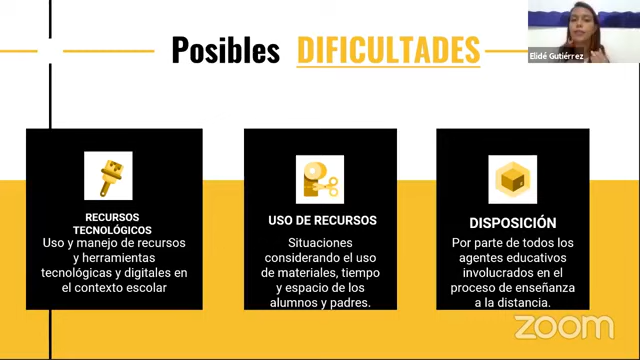 Posibles DIFICULTADES
Elidé Gutiérrez
RECURSOS
TECNOLÓGICOS
Uso y manejo de recursos
y herramientas
tecnológicas y digitales en
el contexto escolar
USO DE RECURSOS
Situaciones
considerando el uso
de materiales, tiempo
y espacio de los
alumnos y padres.
DISPOSICIÓN
Por parte de todos los
agentes educativos
involucrados en el
proceso de enseñanza
a la distancia.
zoom